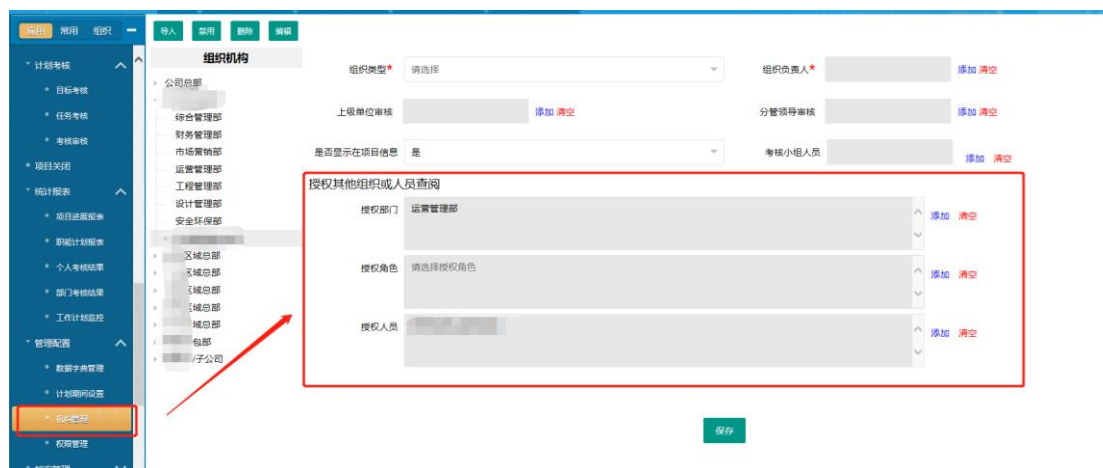 应用 常用 组织
计划考核
目标考核
任务考核
考核审核
项目关闭
统计报表
项目进展报表
职能计划报表
个人考核结果
部门考核结果
工作计划监控
管理配置
数据字典管理
计划期间设置
机构管理
权限管理
导入 禁用 删除 编辑
组织机构
公司总部
综合管理部
财务管理部
市场营销部
运营管理部
工程管理部
设计管理部
安全环保部
区域总部
区域总部
区域总部
区域总部
域总部
包部
子公司
组织类型* 请选择 组织负责人* 添加 清空
上级单位审核 添加 清空 分管领导审核 添加 清空
是否显示在项目信息 是 考核小组人员 添加 清空
授权其他组织或人员查阅
授权部门 运营管理部 添加 清空
授权角色 请选择授权角色 添加 清空
授权人员 添加 清空
保存